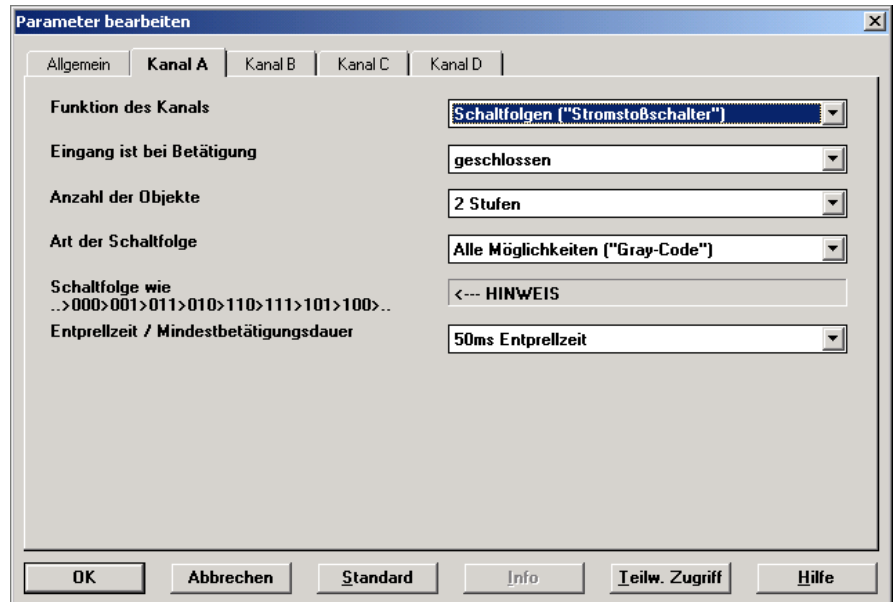 Parameter bearbeiten
Allgemein Kanal A Kanal B Kanal C Kanal D
Funktion des Kanals Schaltfolgen ("Stromstoßschalter")
Eingang ist bei Betätigung geschlossen
Anzahl der Objekte 2 Stufen
Art der Schaltfolge Alle Möglichkeiten ("Gray-Code")
Schaltfolge wie
..>000>001>011>010>110>111>101>100>.. <--- HINWEIS
Entprellzeit / Mindestbetätigungsdauer 50ms Entprellzeit
OK Abbrechen Standard Info Teilw. Zugriff Hilfe